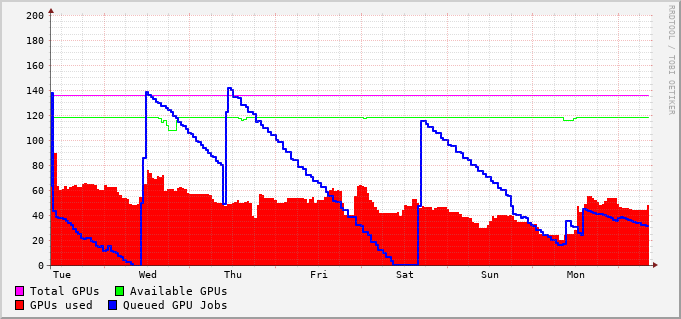 200
180
160
140
120
100
80
60
40
20
0
Tue Wed Thu Fri Sat Sun Mon
Total GPUs Available GPUs
GPUs used Queued GPU Jobs
RRDTOOL / TOBI OETIKER